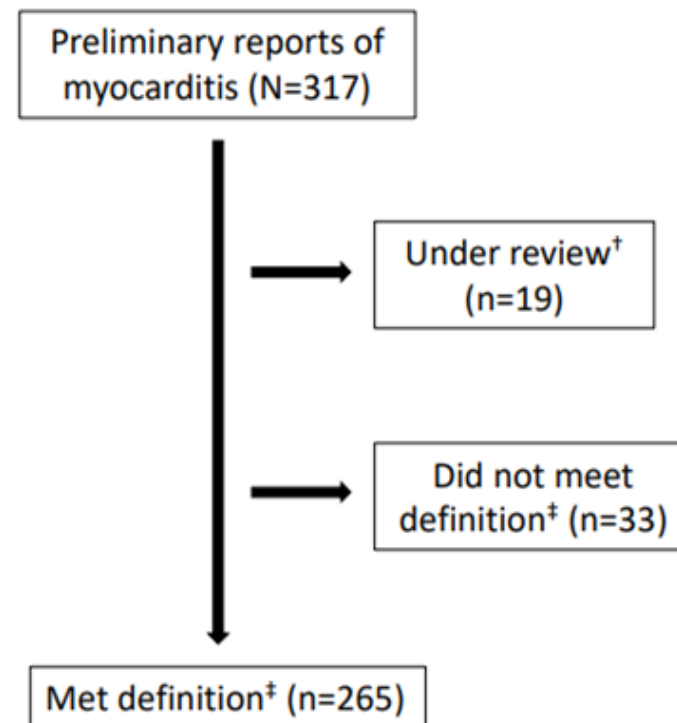 Preliminary reports of
myocarditis (N=317)
Under review†
(n=19)
Did not meet
definition‡ (n=33)
Met definition‡ (n=265)